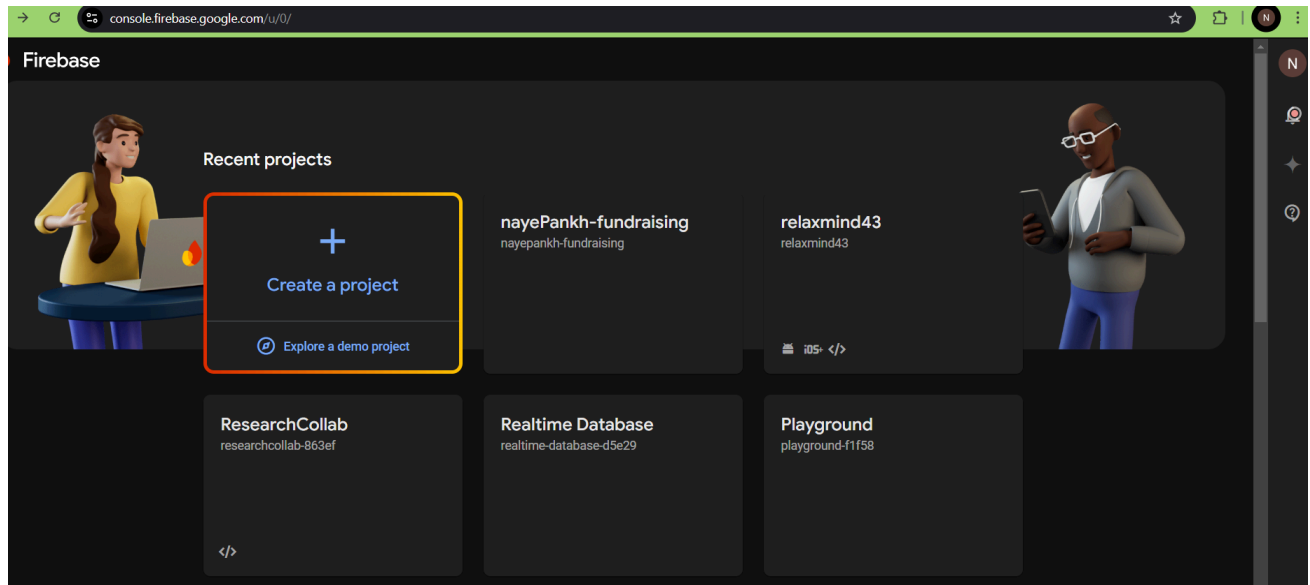 console.firebase.google.com/u/0/
N
Firebase
N
Recent projects
Create a project
Explore a demo project
nayePankh-fundraising
nayepankh-fundraising
relaxmind43
relaxmind43
iOS+ </>
ResearchCollab
researchcollab-863ef
</>
Realtime Database
realtime-database-d5e29
Playground
playground-f1f58